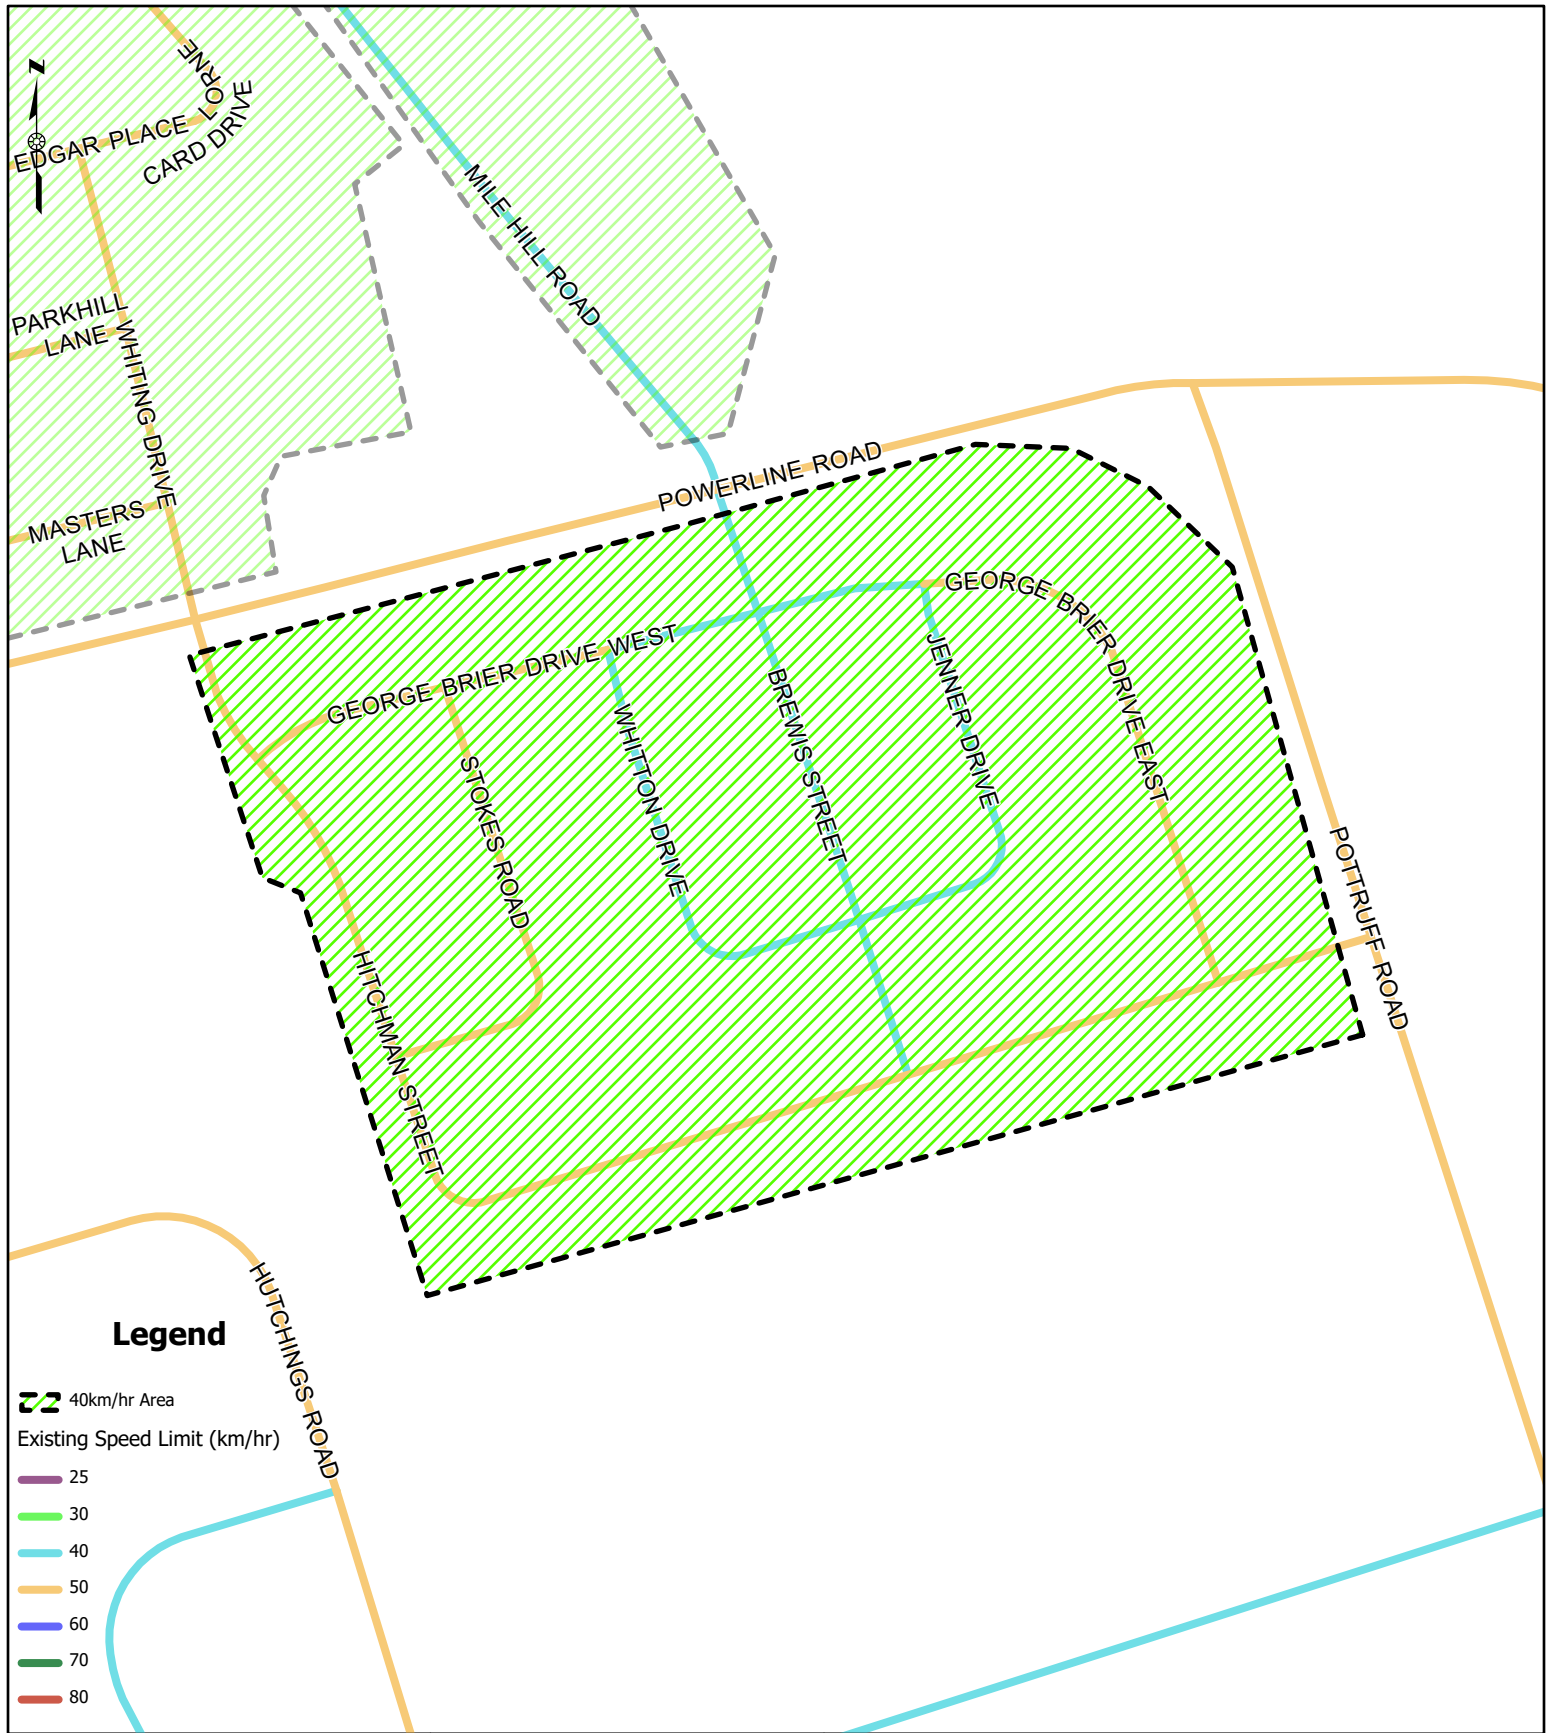 N
LORNE
CARD DRIVE
EDGAR PLACE
MILE HILL ROAD
PARKHILL
LANE
WHITING DRIVE
MASTERS
LANE
POWERLINE ROAD
GEORGE BRIER DRIVE WEST
GEORGE BRIER DRIVE EAST
JENNER DRIVE
BREWIS STREET
WHITTON DRIVE
STOKES ROAD
HITCHMAN STREET
POTTRUFF ROAD
HUTCHINGS ROAD
Legend
40km/hr Area
Existing Speed Limit (km/hr)
25
30
40
50
60
70
80